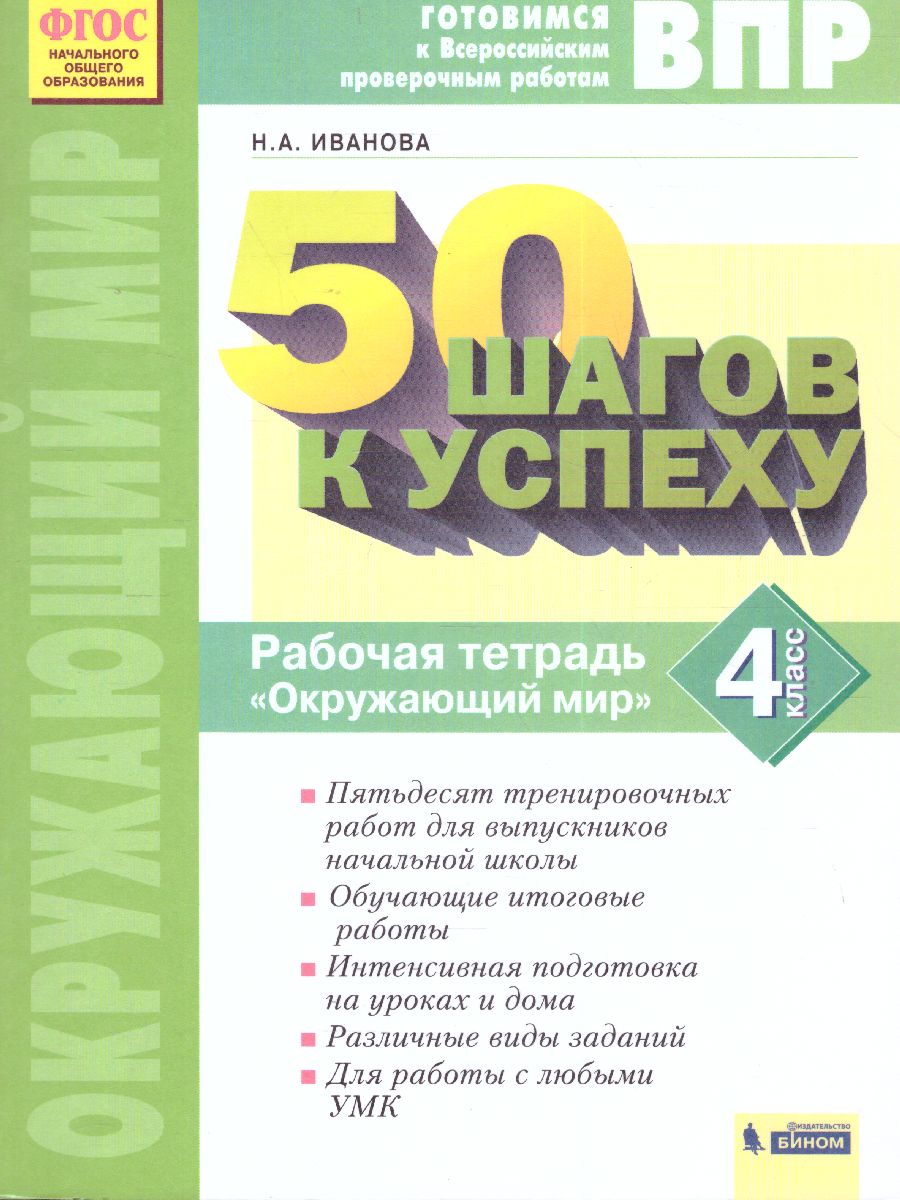 ФГОС
НАЧАЛЬНОГО
ОБЩЕГО
ОБРАЗОВАНИЯ
ГОТОВИМСЯ
к Всероссийским
проверочным работам
ВПР
Н.А. ИВАНОВА
ОКРУЖАЮЩИЙ МИР
50
ШАГОВ
К УСПЕХУ
Рабочая тетрадь
«Окружающий мир»
4
класс
Пятьдесят тренировочных
работ для выпускников
начальной школы
Обучающие итоговые
работы
Интенсивная подготовка
на уроках и дома
Различные виды заданий
Для работы с любыми
УМК
ИЗДАТЕЛЬСТВО
БИНОМ